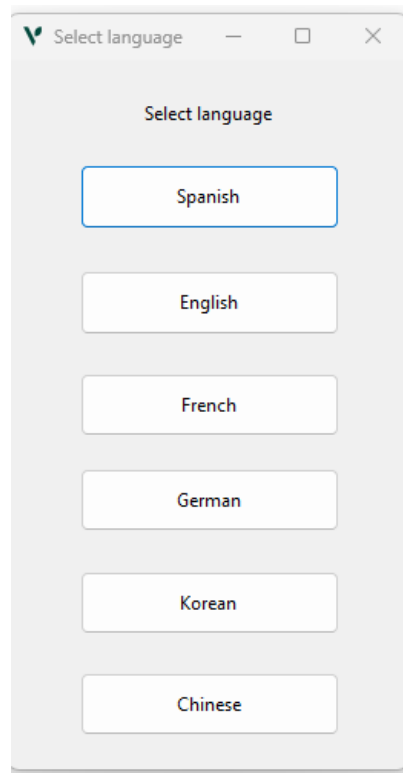 Select language
Select language
Spanish
English
French
German
Korean
Chinese